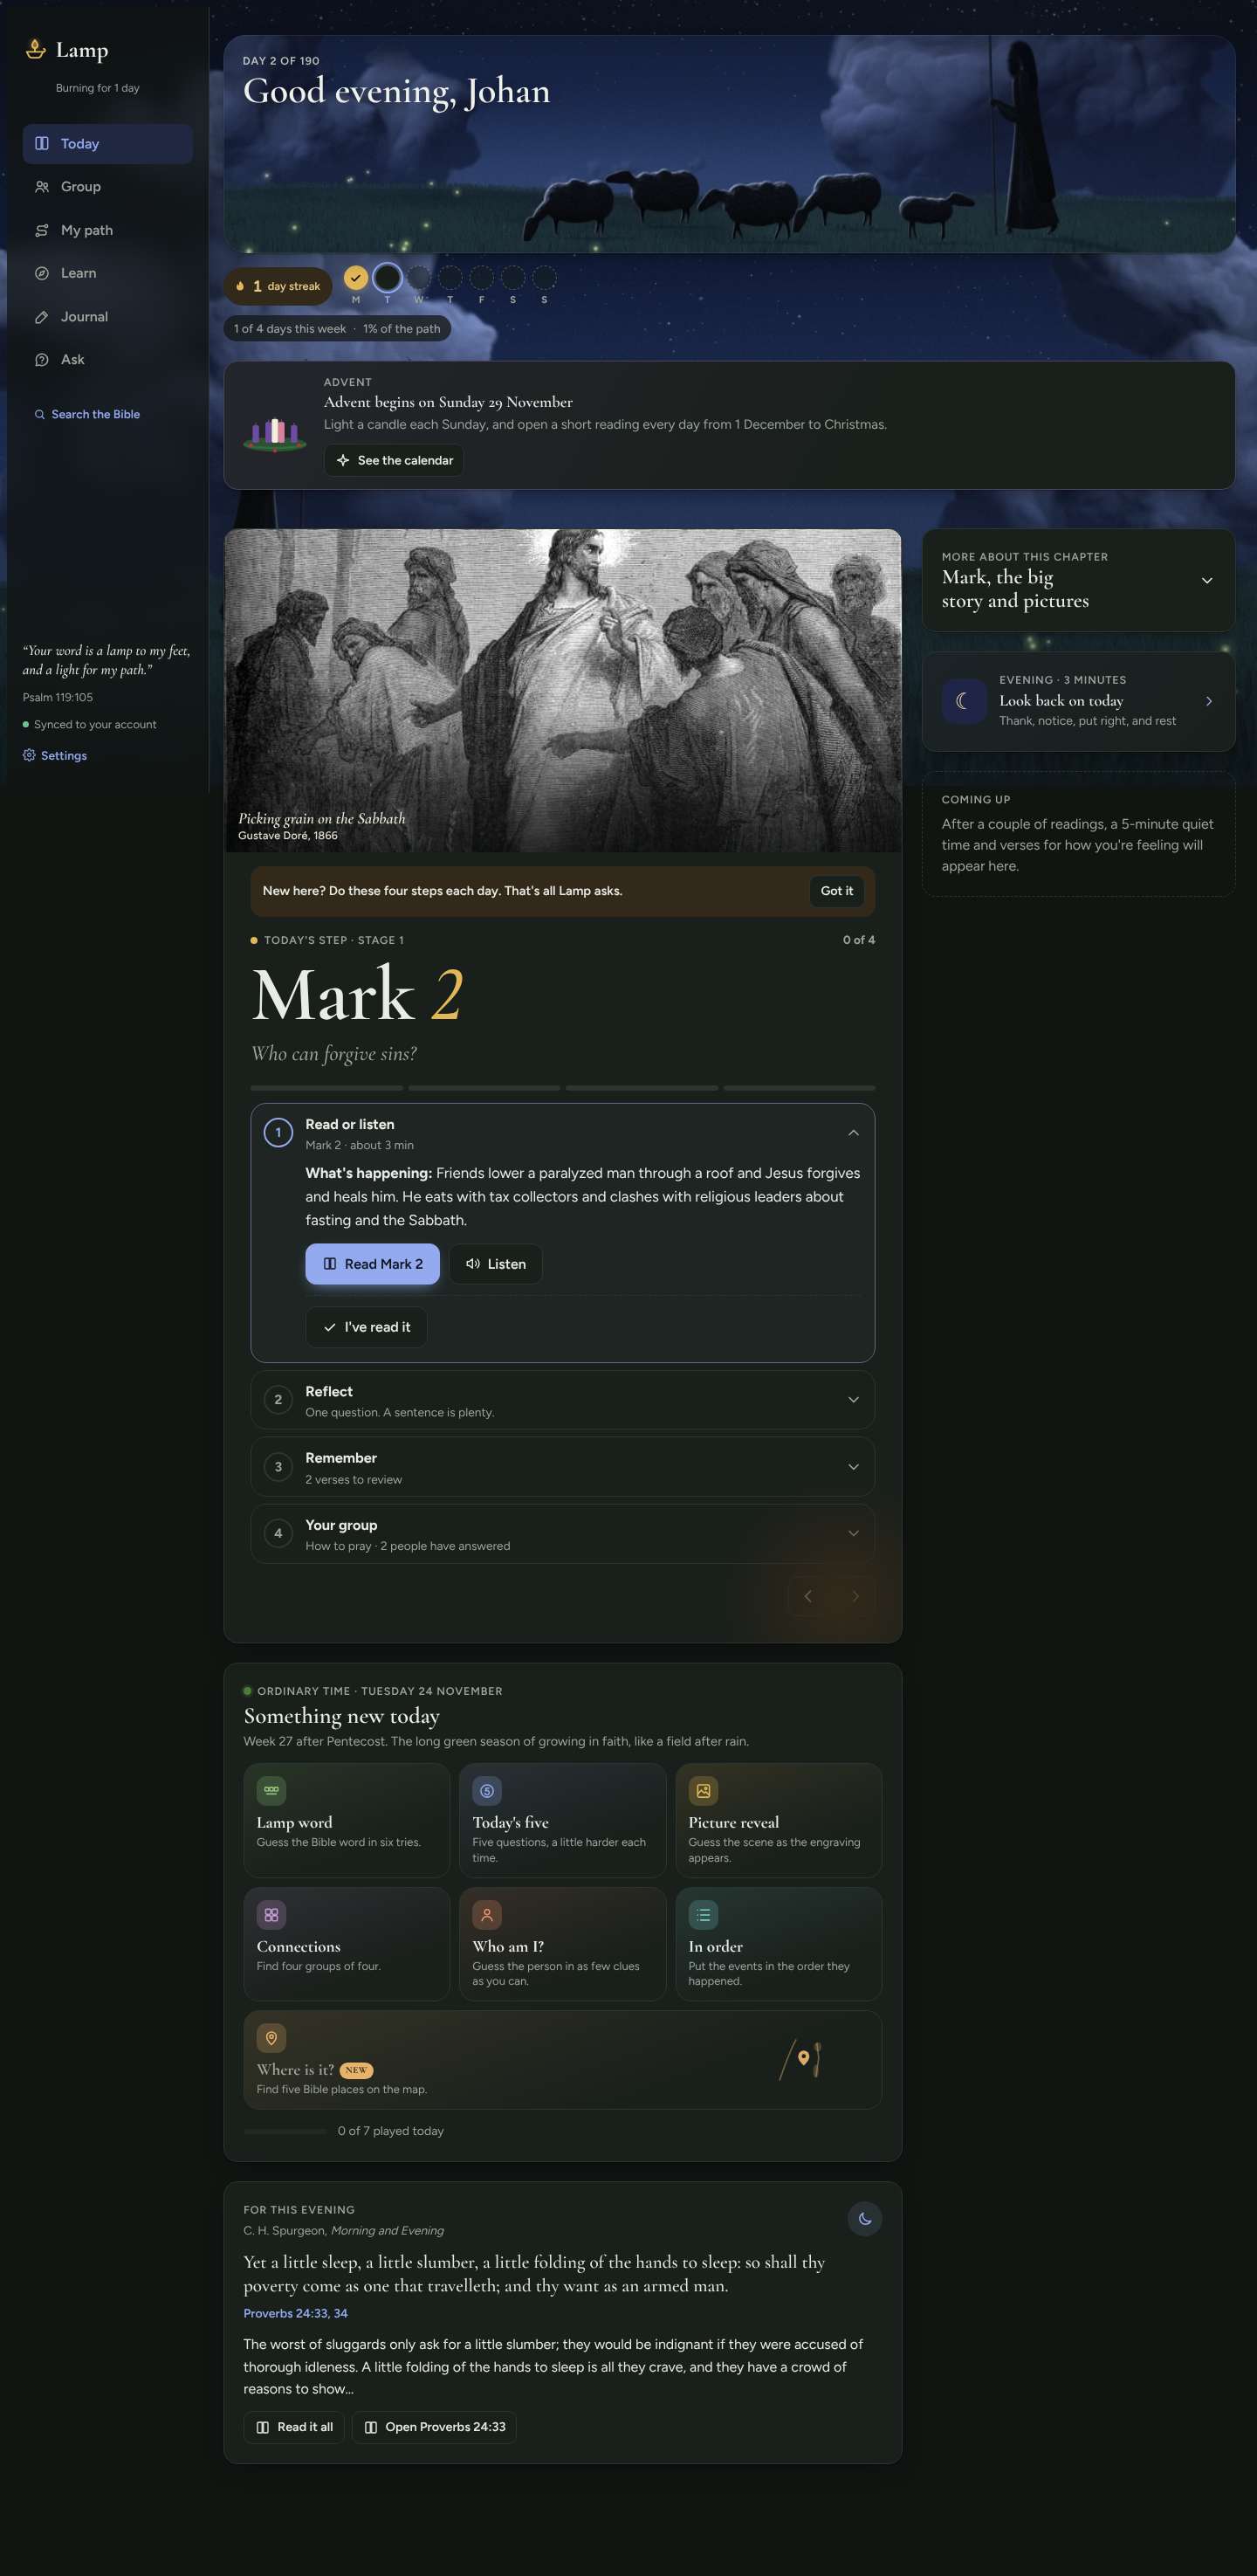 Lamp
Burning for 1 day
Today
Group
My path
Learn
Journal
Ask
Search the Bible
“Your word is a lamp to my feet,
and a light for my path.”
Psalm 119:105
Synced to your account
Settings
DAY 2 OF 190
Good evening, Johan
1 day streak
M T W T F S S
1 of 4 days this week · 1% of the path
ADVENT
Advent begins on Sunday 29 November
Light a candle each Sunday, and open a short reading every day from 1 December to Christmas.
See the calendar
Picking grain on the Sabbath
Gustave Doré, 1866
New here? Do these four steps each day. That's all Lamp asks.
Got it
TODAY'S STEP · STAGE 1
0 of 4
Mark 2
Who can forgive sins?
1
Read or listen
Mark 2 · about 3 min
What's happening: Friends lower a paralyzed man through a roof and Jesus forgives
and heals him. He eats with tax collectors and clashes with religious leaders about
fasting and the Sabbath.
Read Mark 2
Listen
I've read it
2
Reflect
One question. A sentence is plenty.
3
Remember
2 verses to review
4
Your group
How to pray · 2 people have answered
MORE ABOUT THIS CHAPTER
Mark, the big
story and pictures
EVENING · 3 MINUTES
Look back on today
Thank, notice, put right, and rest
COMING UP
After a couple of readings, a 5-minute quiet
time and verses for how you're feeling will
appear here.
ORDINARY TIME · TUESDAY 24 NOVEMBER
Something new today
Week 27 after Pentecost. The long green season of growing in faith, like a field after rain.
Lamp word
Guess the Bible word in six tries.
5
Today's five
Five questions, a little harder each
time.
Picture reveal
Guess the scene as the engraving
appears.
Connections
Find four groups of four.
Who am I?
Guess the person in as few clues
as you can.
In order
Put the events in the order they
happened.
Where is it? NEW
Find five Bible places on the map.
0 of 7 played today
FOR THIS EVENING
C. H. Spurgeon, Morning and Evening
Yet a little sleep, a little slumber, a little folding of the hands to sleep: so shall thy
poverty come as one that travelleth; and thy want as an armed man.
Proverbs 24:33, 34
The worst of sluggards only ask for a little slumber; they would be indignant if they were accused of
thorough idleness. A little folding of the hands to sleep is all they crave, and they have a crowd of
reasons to show…
Read it all
Open Proverbs 24:33